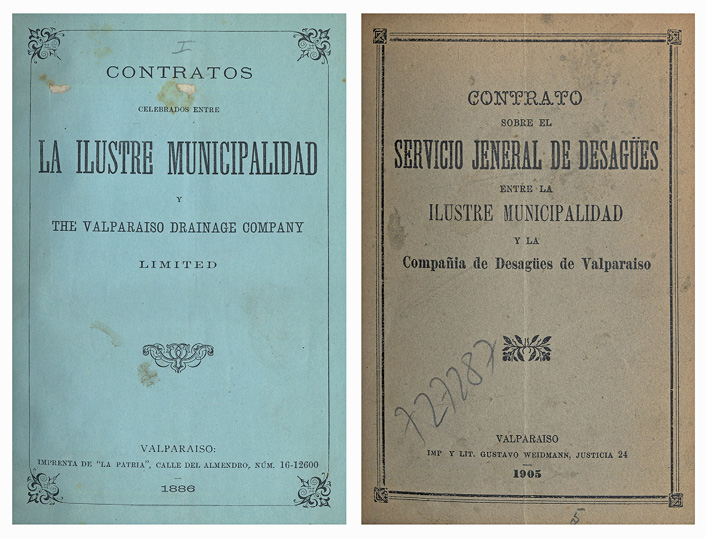 I
CONTRATOS
CELEBRADOS ENTRE
LA ILUSTRE MUNICIPALIDAD
Y
THE VALPARAISO DRAINAGE COMPANY
LIMITED
VALPARAISO:
IMPRENTA DE "LA PATRIA", CALLE DEL ALMENDRO, NÚM. 16-12600
1886
CONTRATO
SOBRE EL
SERVICIO JENERAL DE DESAGÜES
ENTRE LA
ILUSTRE MUNICIPALIDAD
Y LA
Compañia de Desagües de Valparaiso
727287
VALPARAISO
IMP Y LIT. GUSTAVO WEIDMANN, JUSTICIA 24
1905
5